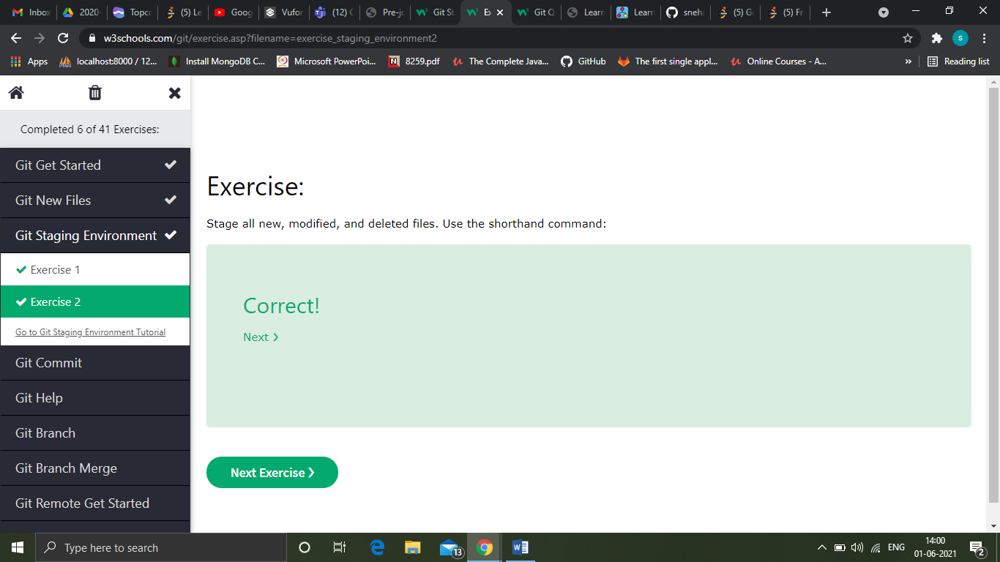 Inbox
2020-
Topco
(5) Le
Goog
Vufor
(12) C
Pre-jo
Git St
Ex
Git Q
Learn
Learn
sneha
(5) Go
(5) Fr
w3schools.com/git/exercise.asp?filename=exercise_staging_environment2
S
Apps
localhost:8000 / 12...
Install MongoDB C...
Microsoft PowerPoi...
8259.pdf
The Complete Java...
GitHub
The first single appl...
Online Courses - A...
»
Reading list
Completed 6 of 41 Exercises:
Git Get Started
Git New Files
Git Staging Environment
Exercise 1
Exercise 2
Go to Git Staging Environment Tutorial
Git Commit
Git Help
Git Branch
Git Branch Merge
Git Remote Get Started
Exercise:
Stage all new, modified, and deleted files. Use the shorthand command:
Correct!
Next ❯
Next Exercise ❯
Type here to search
13
ENG
14:00
01-06-2021
2